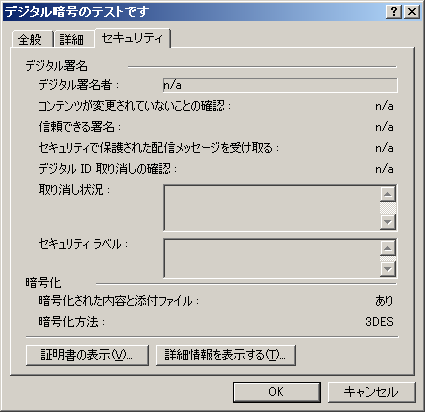 デジタル暗号のテストです
全般 詳細 セキュリティ
デジタル署名
デジタル署名者： n/a
コンテンツが変更されていないことの確認： n/a
信頼できる署名： n/a
セキュリティで保護された配信メッセージを受け取る： n/a
デジタル ID 取り消しの確認： n/a
取り消し状況：
セキュリティ ラベル：
暗号化
暗号化された内容と添付ファイル： あり
暗号化方法： 3DES
証明書の表示(V)... 詳細情報を表示する(T)...
OK キャンセル